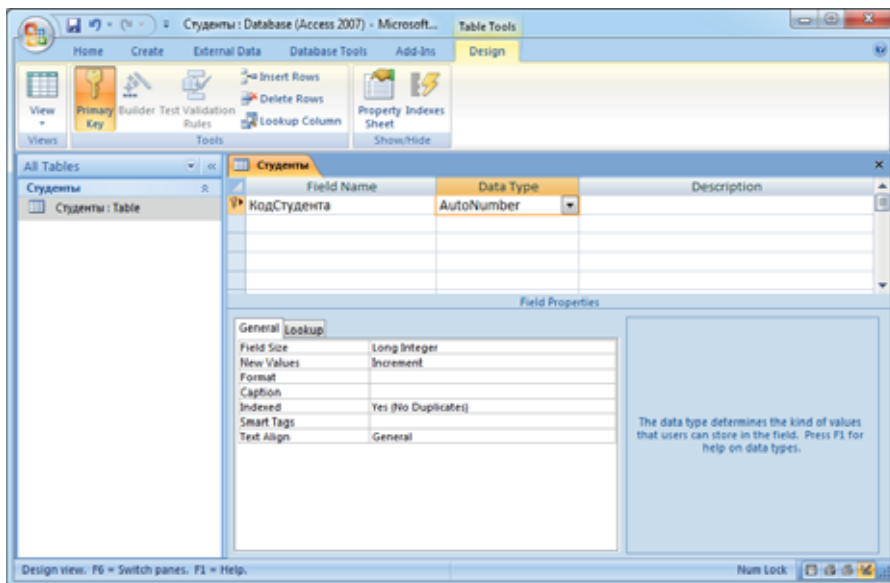 Студенты : Database (Access 2007) - Microsoft...
Table Tools
Home Create External Data Database Tools Add-Ins Design
View
Primary Key
Builder
Test Validation Rules
Insert Rows
Delete Rows
Lookup Column
Property Sheet
Indexes
Views Tools Show/Hide
All Tables
Студенты
Студенты : Table
Студенты
Field Name Data Type Description
КодСтудента AutoNumber
Field Properties
General Lookup
Field Size Long Integer
New Values Increment
Format
Caption
Indexed Yes (No Duplicates)
Smart Tags
Text Align General
The data type determines the kind of values
that users can store in the field. Press F1 for
help on data types.
Design view. F6 = Switch panes. F1 = Help.
Num Lock